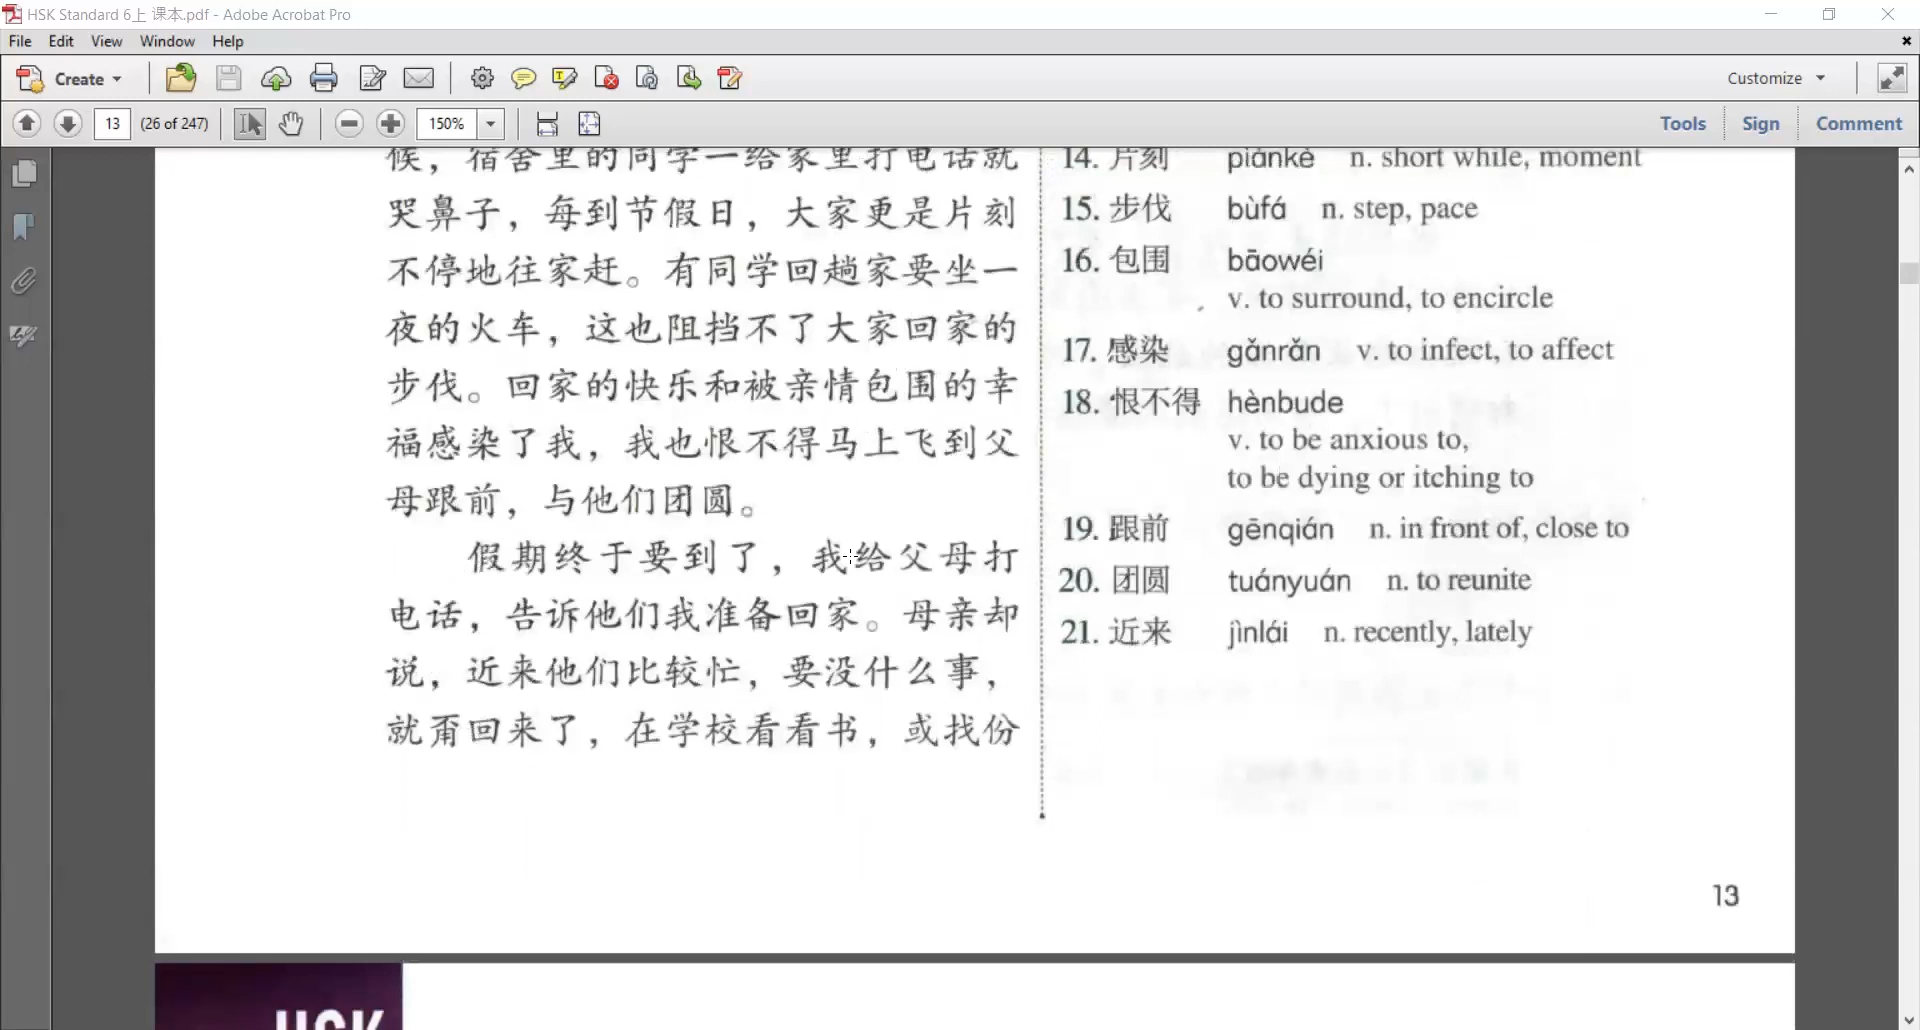 HSK Standard 6上 课本.pdf - Adobe Acrobat Pro
File Edit View Window Help
Create
Customize
13 (26 of 247)
150%
Tools Sign Comment
候，宿舍里的同学一给家里打电话就
哭鼻子，每到节假日，大家更是片刻
不停地往家赶。有同学回趟家要坐一
夜的火车，这也阻挡不了大家回家的
步伐。回家的快乐和被亲情包围的幸
福感染了我，我也恨不得马上飞到父
母跟前，与他们团圆。
假期终于要到了，我给父母打
电话，告诉他们我准备回家。母亲却
说，近来他们比较忙，要没什么事，
就甭回来了，在学校看看书，或找份
14. 片刻 piànkè n. short while, moment
15. 步伐 bùfá n. step, pace
16. 包围 bāowéi
v. to surround, to encircle
17. 感染 gǎnrǎn v. to infect, to affect
18. 恨不得 hènbude
v. to be anxious to,
to be dying or itching to
19. 跟前 gēnqián n. in front of, close to
20. 团圆 tuányuán n. to reunite
21. 近来 jìnlái n. recently, lately
13
HSK